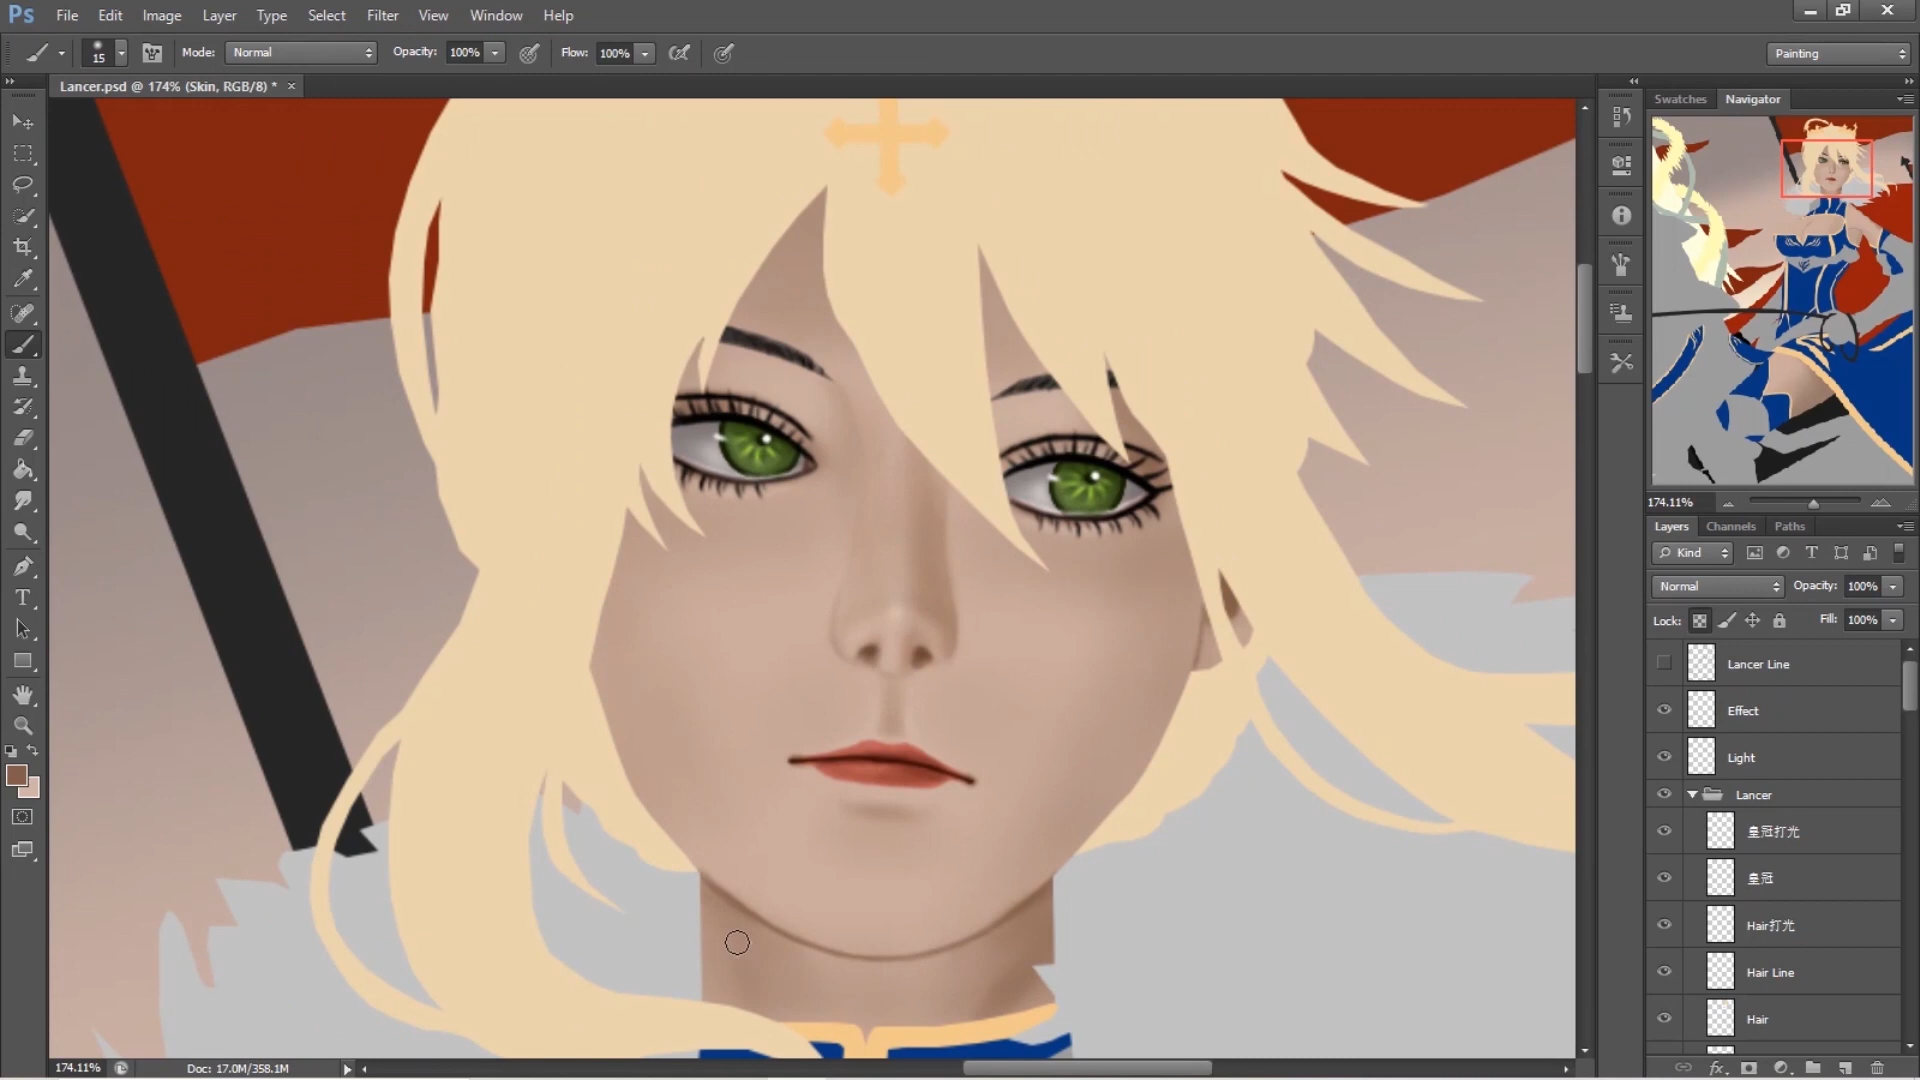 Ps File Edit Image Layer Type Select Filter View Window Help
15 Mode: Normal Opacity: 100% Flow: 100% Painting
Lancer.psd @ 174% (Skin, RGB/8) * ×
Swatches Navigator
174.11%
Layers Channels Paths
Kind
Normal Opacity: 100%
Lock: Fill: 100%
Lancer Line
Effect
Light
Lancer
皇冠打光
皇冠
Hair打光
Hair Line
Hair
174.11% Doc: 17.0M/358.1M